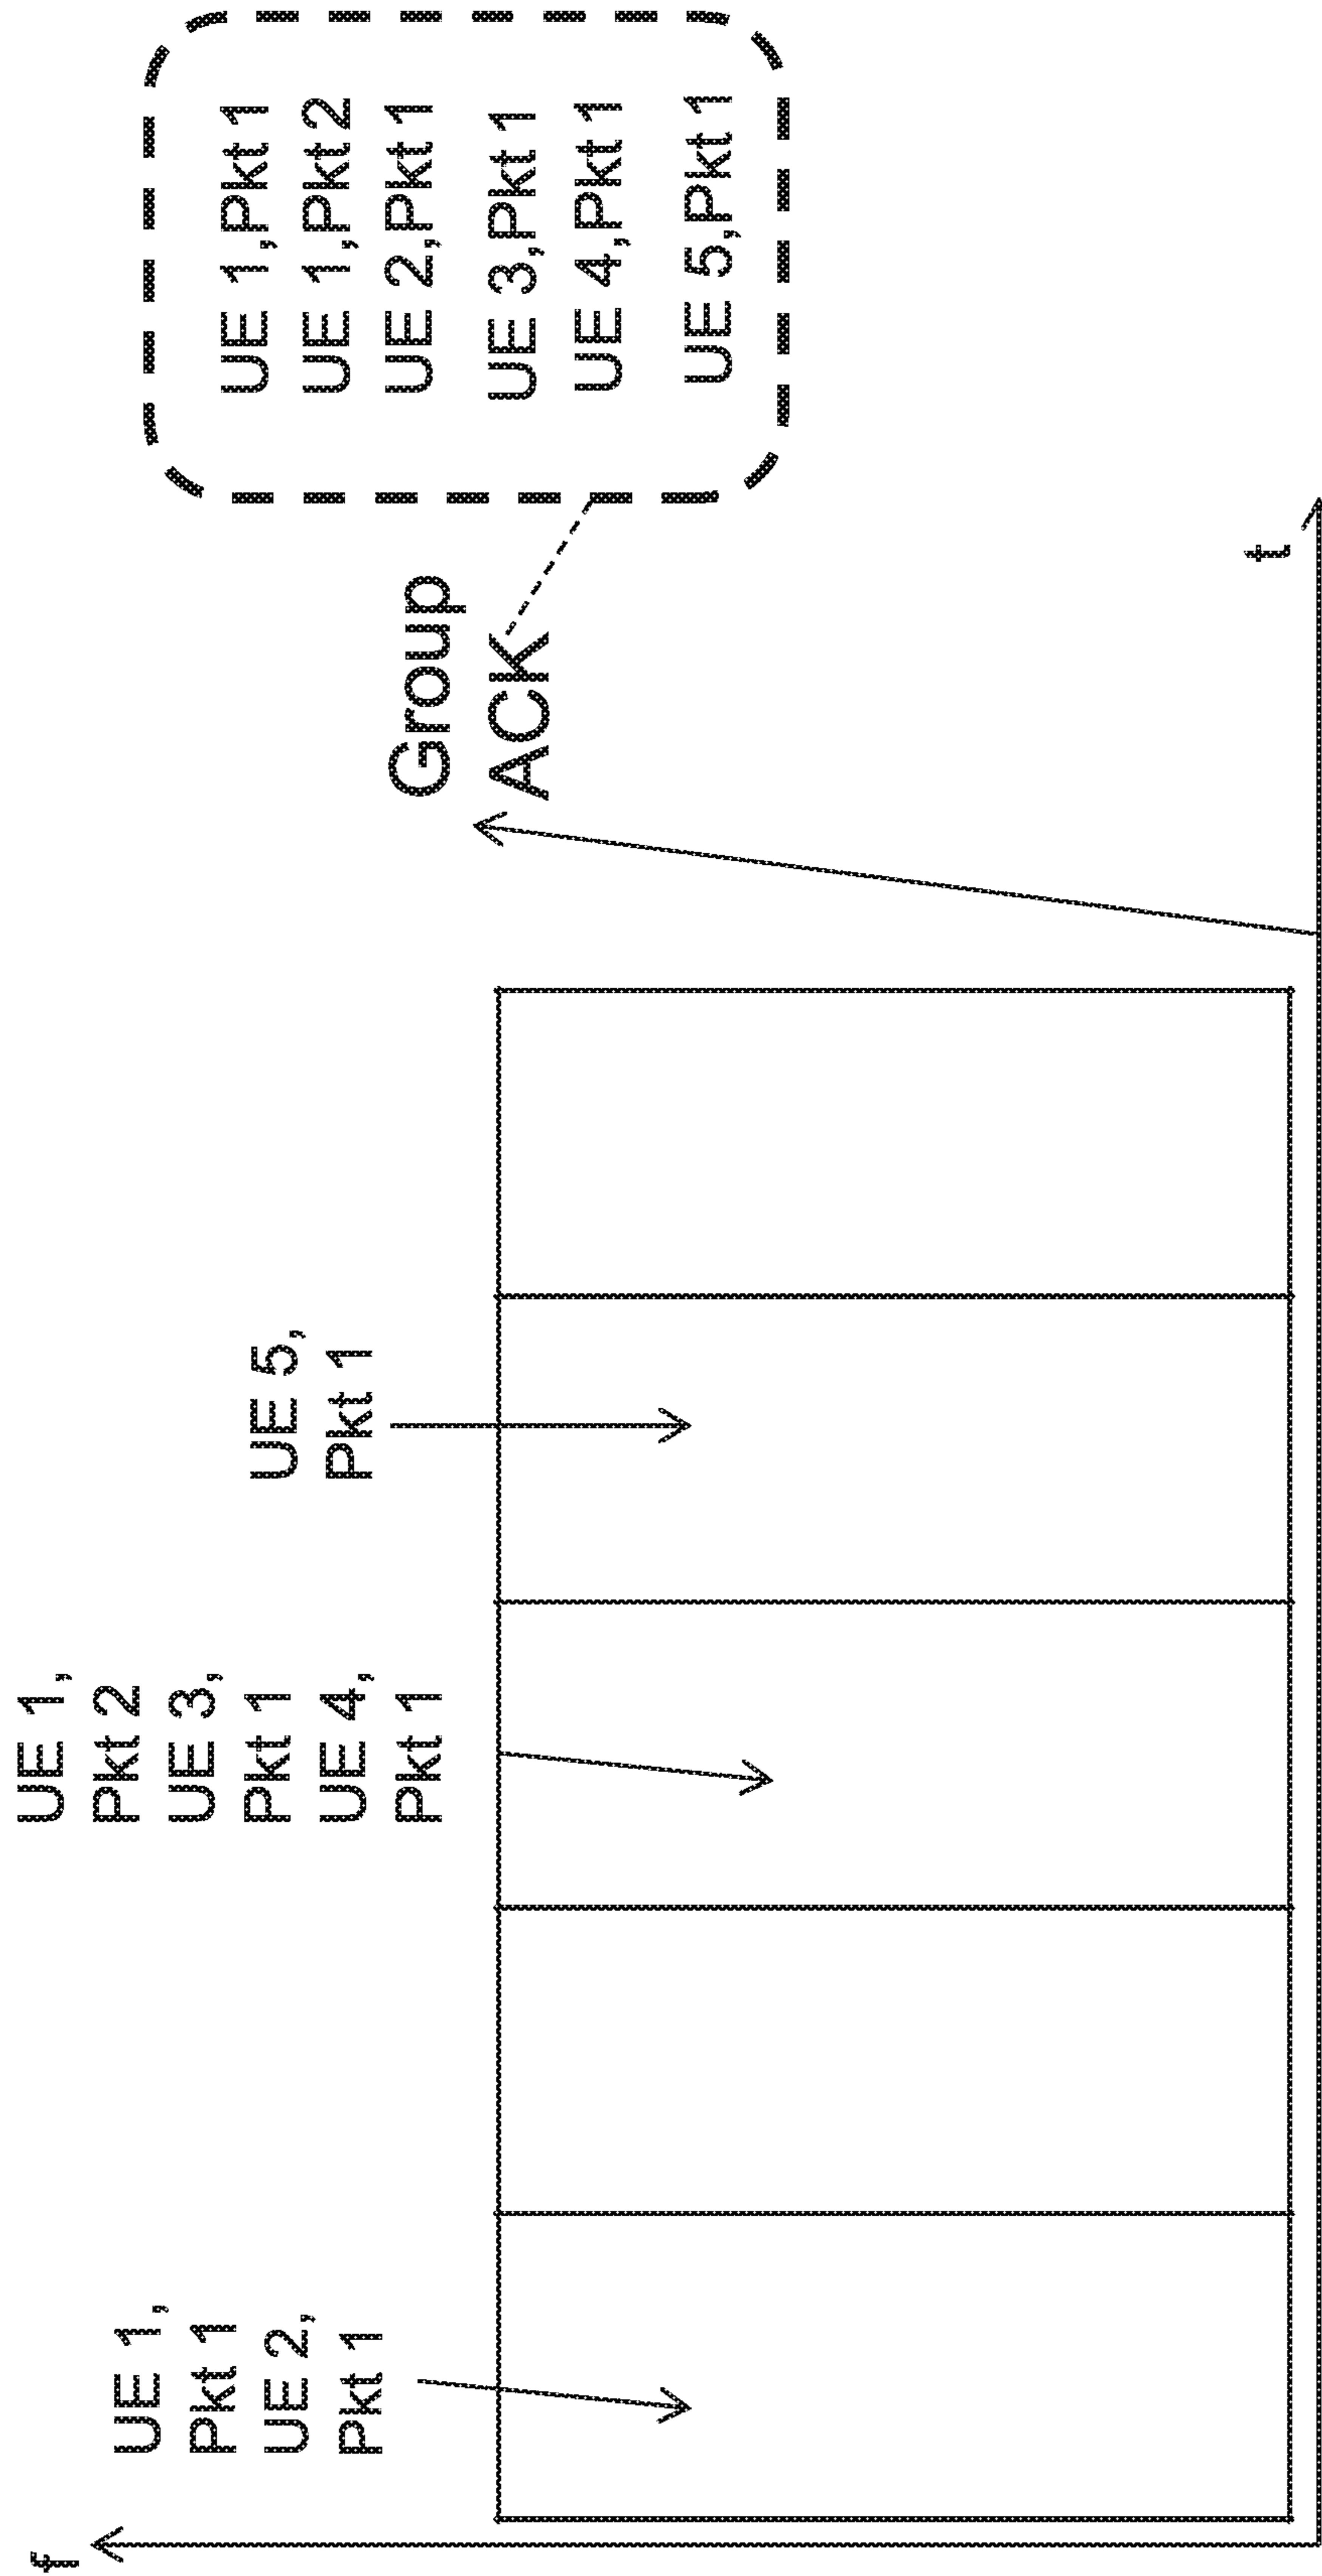 f
UE 1,
Pkt 1
UE 2,
Pkt 1
UE 1,
Pkt 2
UE 3,
Pkt 1
UE 4,
Pkt 1
UE 5,
Pkt 1
Group
ACK
UE 1,Pkt 1
UE 1,Pkt 2
UE 2,Pkt 1
UE 3,Pkt 1
UE 4,Pkt 1
UE 5,Pkt 1
t